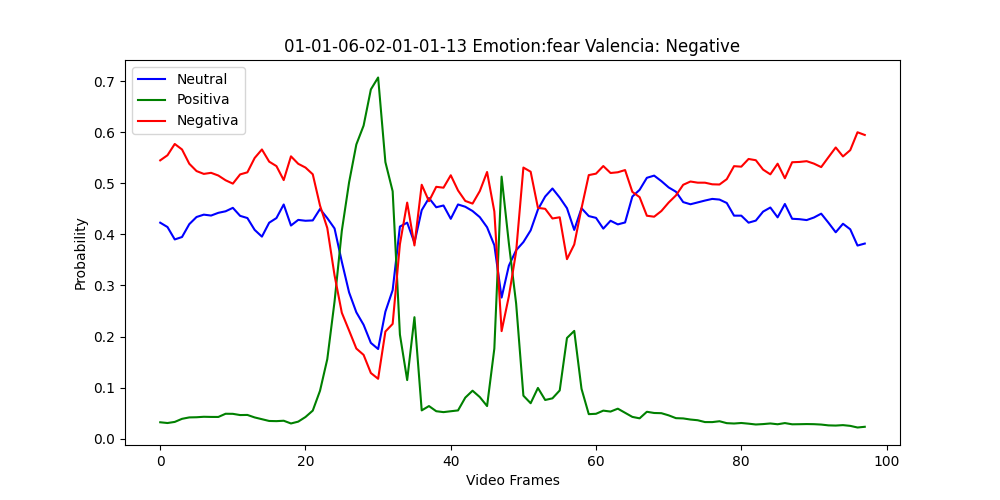 01-01-06-02-01-01-13 Emotion:fear Valencia: Negative
Neutral
Positiva
Negativa
Probability
0.7
0.6
0.5
0.4
0.3
0.2
0.1
0.0
0 20 40 60 80 100
Video Frames